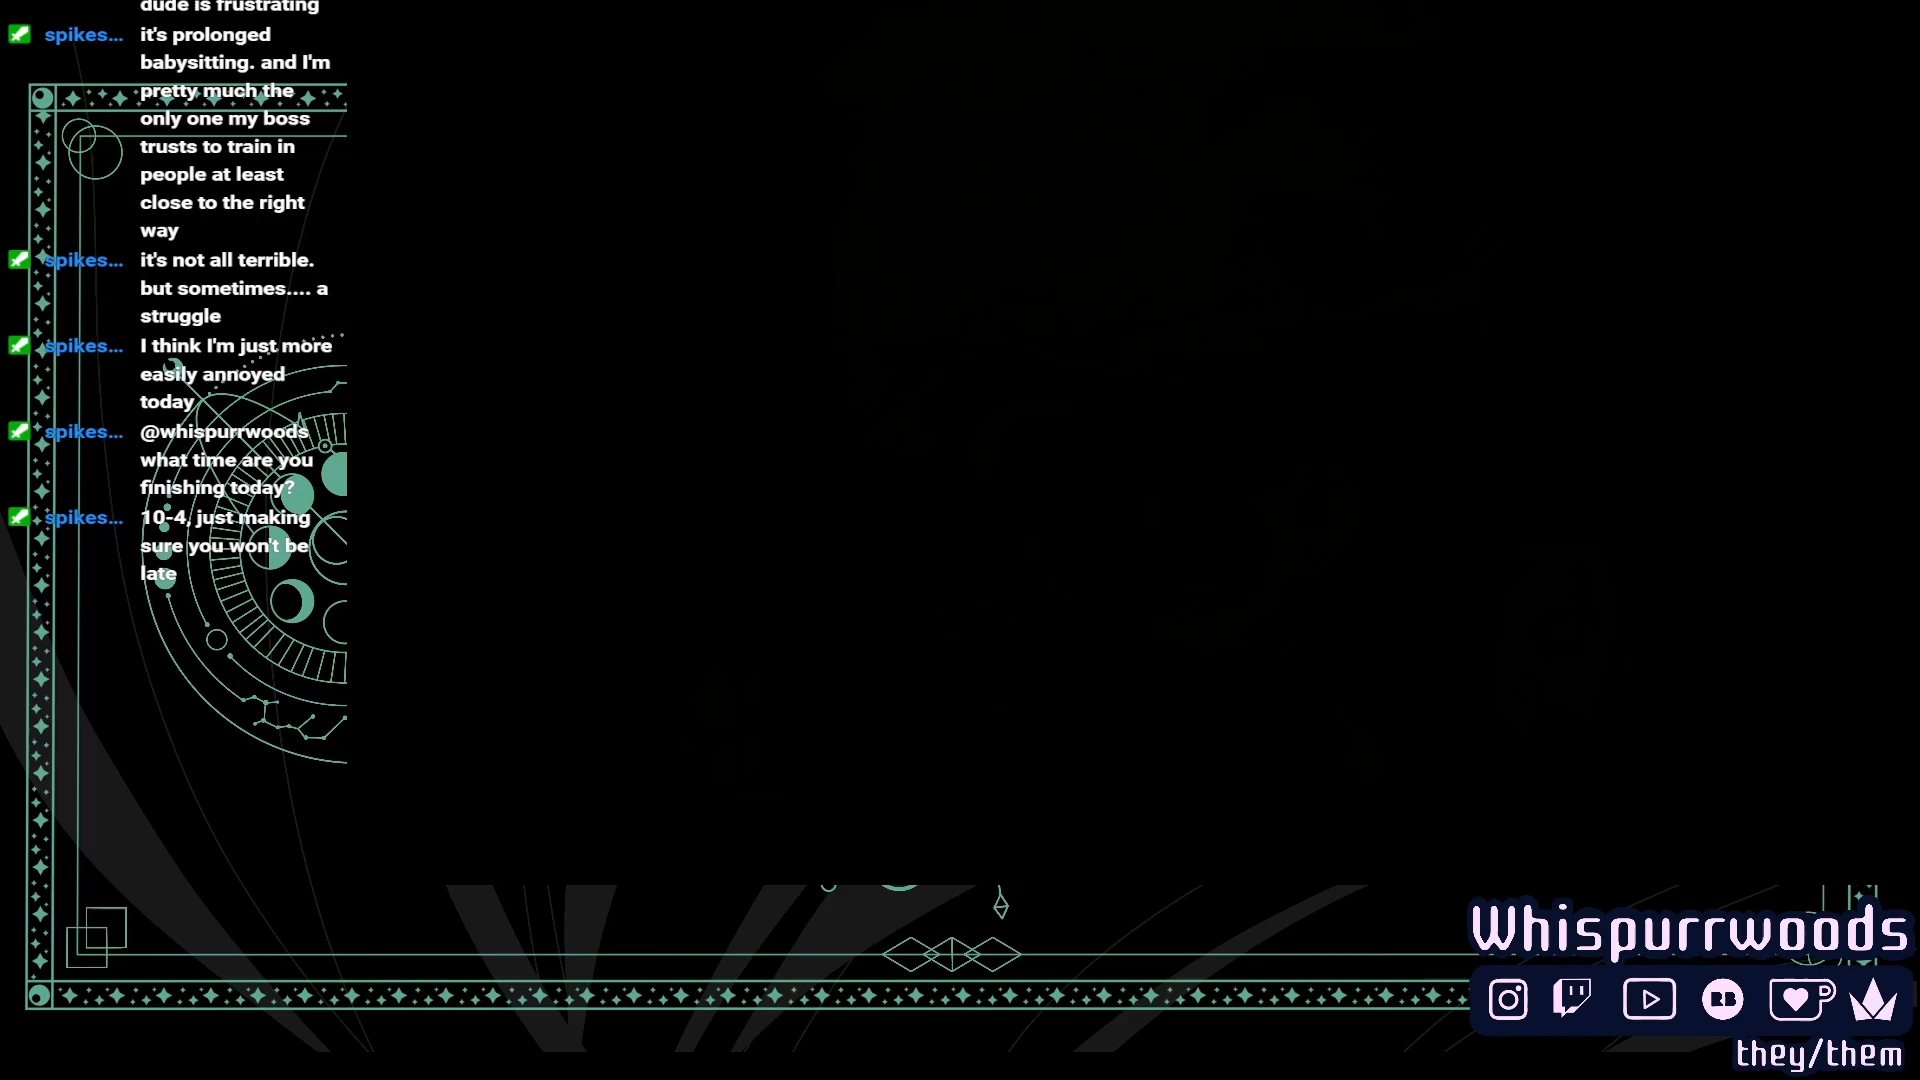 dude is frustrating
spikes... it's prolonged
babysitting. and I'm
pretty much the
only one my boss
trusts to train in
people at least
close to the right
way
spikes... it's not all terrible.
but sometimes.... a
struggle
spikes... I think I'm just more
easily annoyed
today
spikes... @whispurrwoods
what time are you
finishing today?
spikes... 10-4, just making
sure you won't be
late
Whispurrwoods
RB
they/them